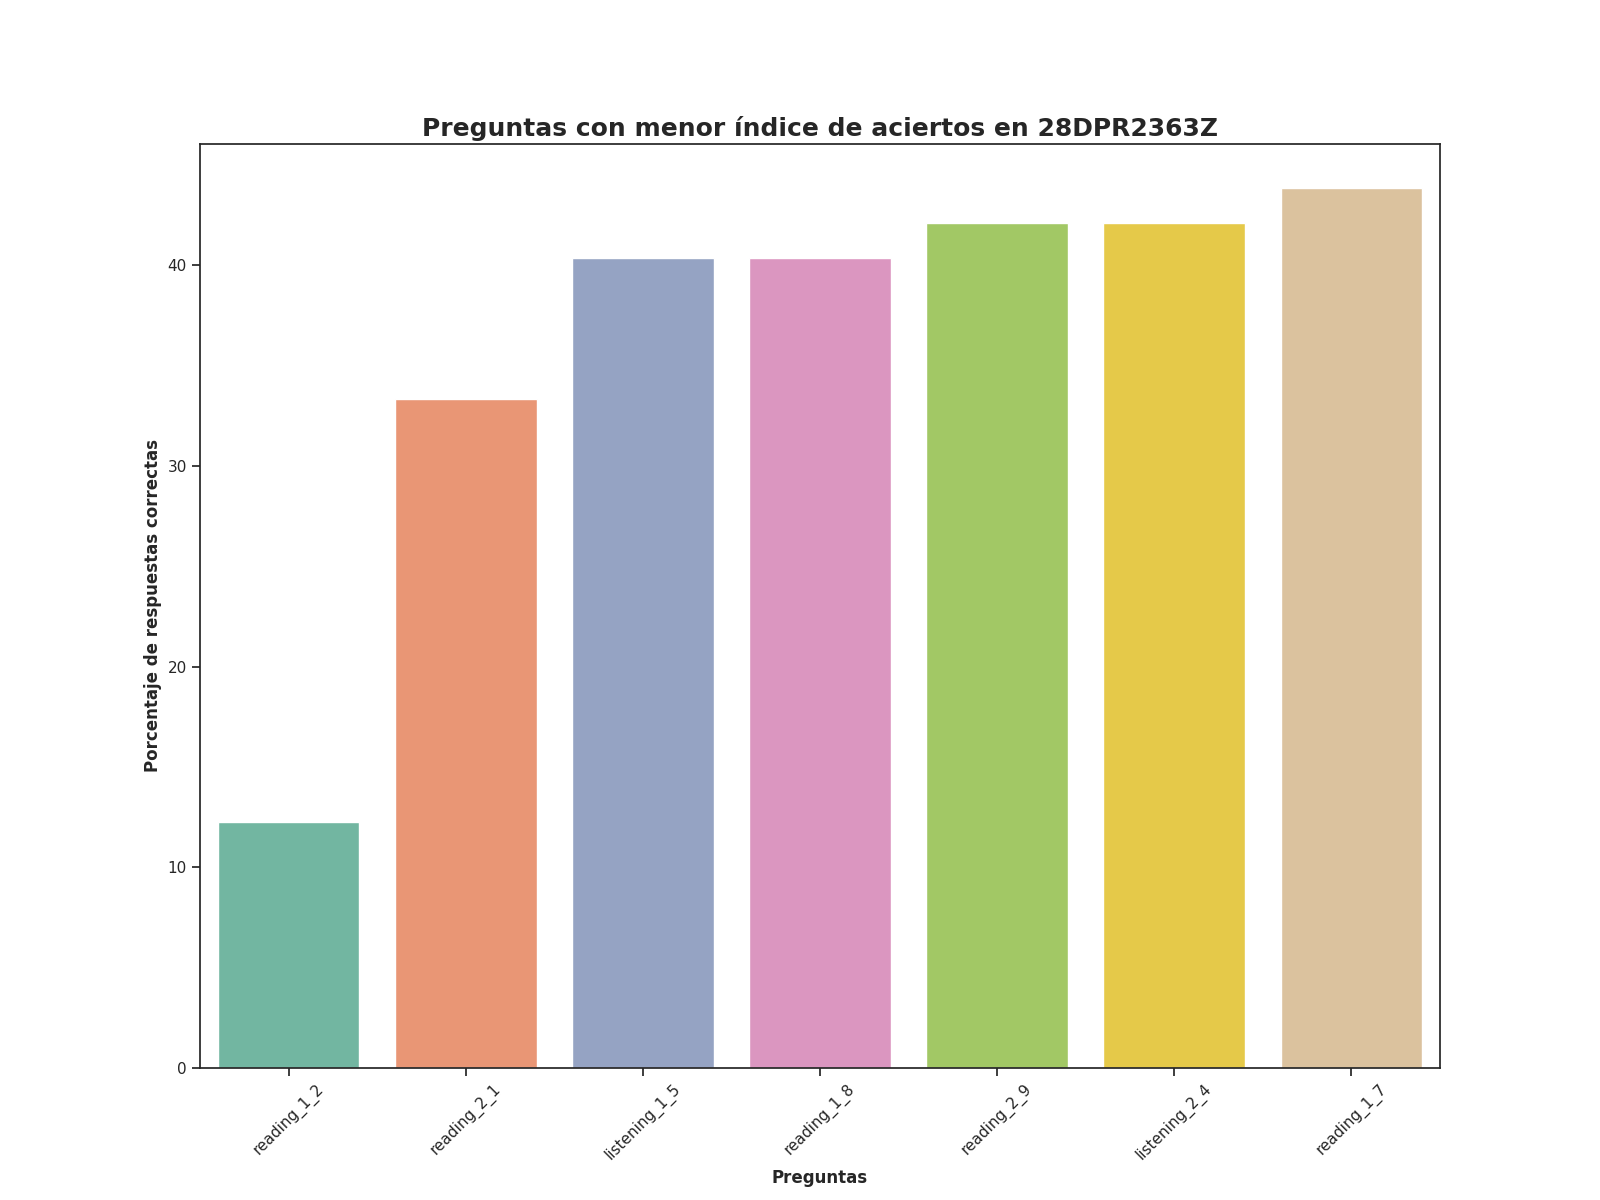 Preguntas con menor índice de aciertos en 28DPR2363Z
Porcentaje de respuestas correctas
40
30
20
10
0
reading_1_2
reading_2_1
listening_1_5
reading_1_8
reading_2_9
listening_2_4
reading_1_7
Preguntas